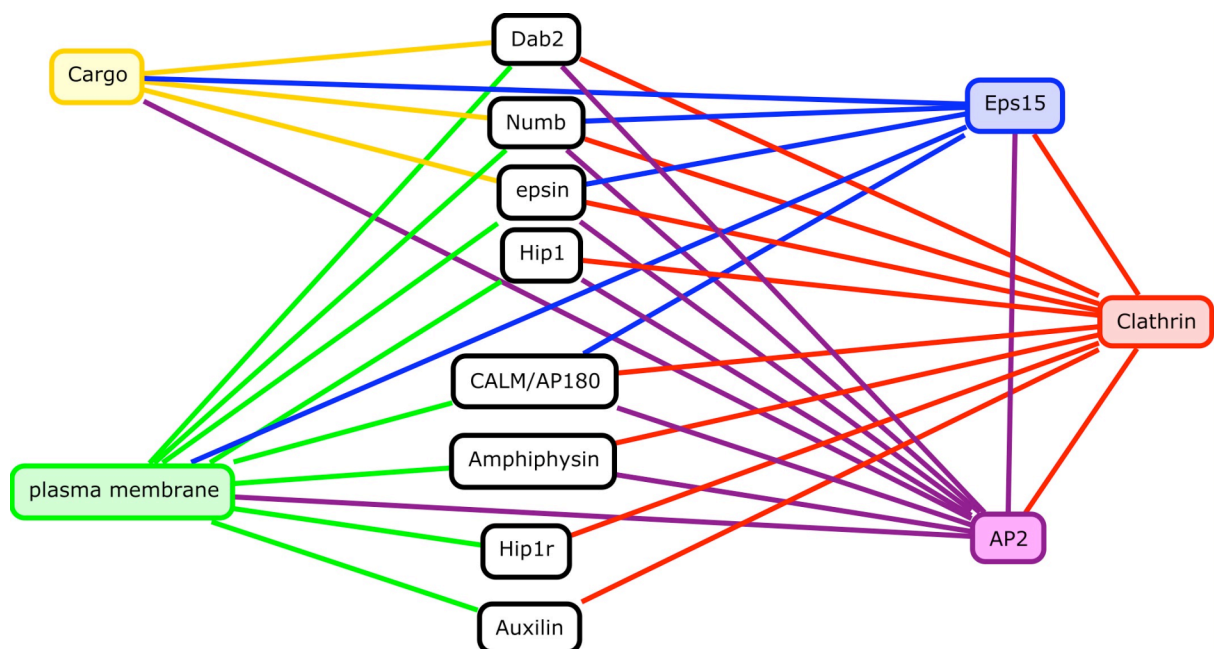 Dab2
Cargo
Eps15
Numb
epsin
Hip1
Clathrin
CALM/AP180
Amphiphysin
plasma membrane
AP2
Hip1r
Auxilin